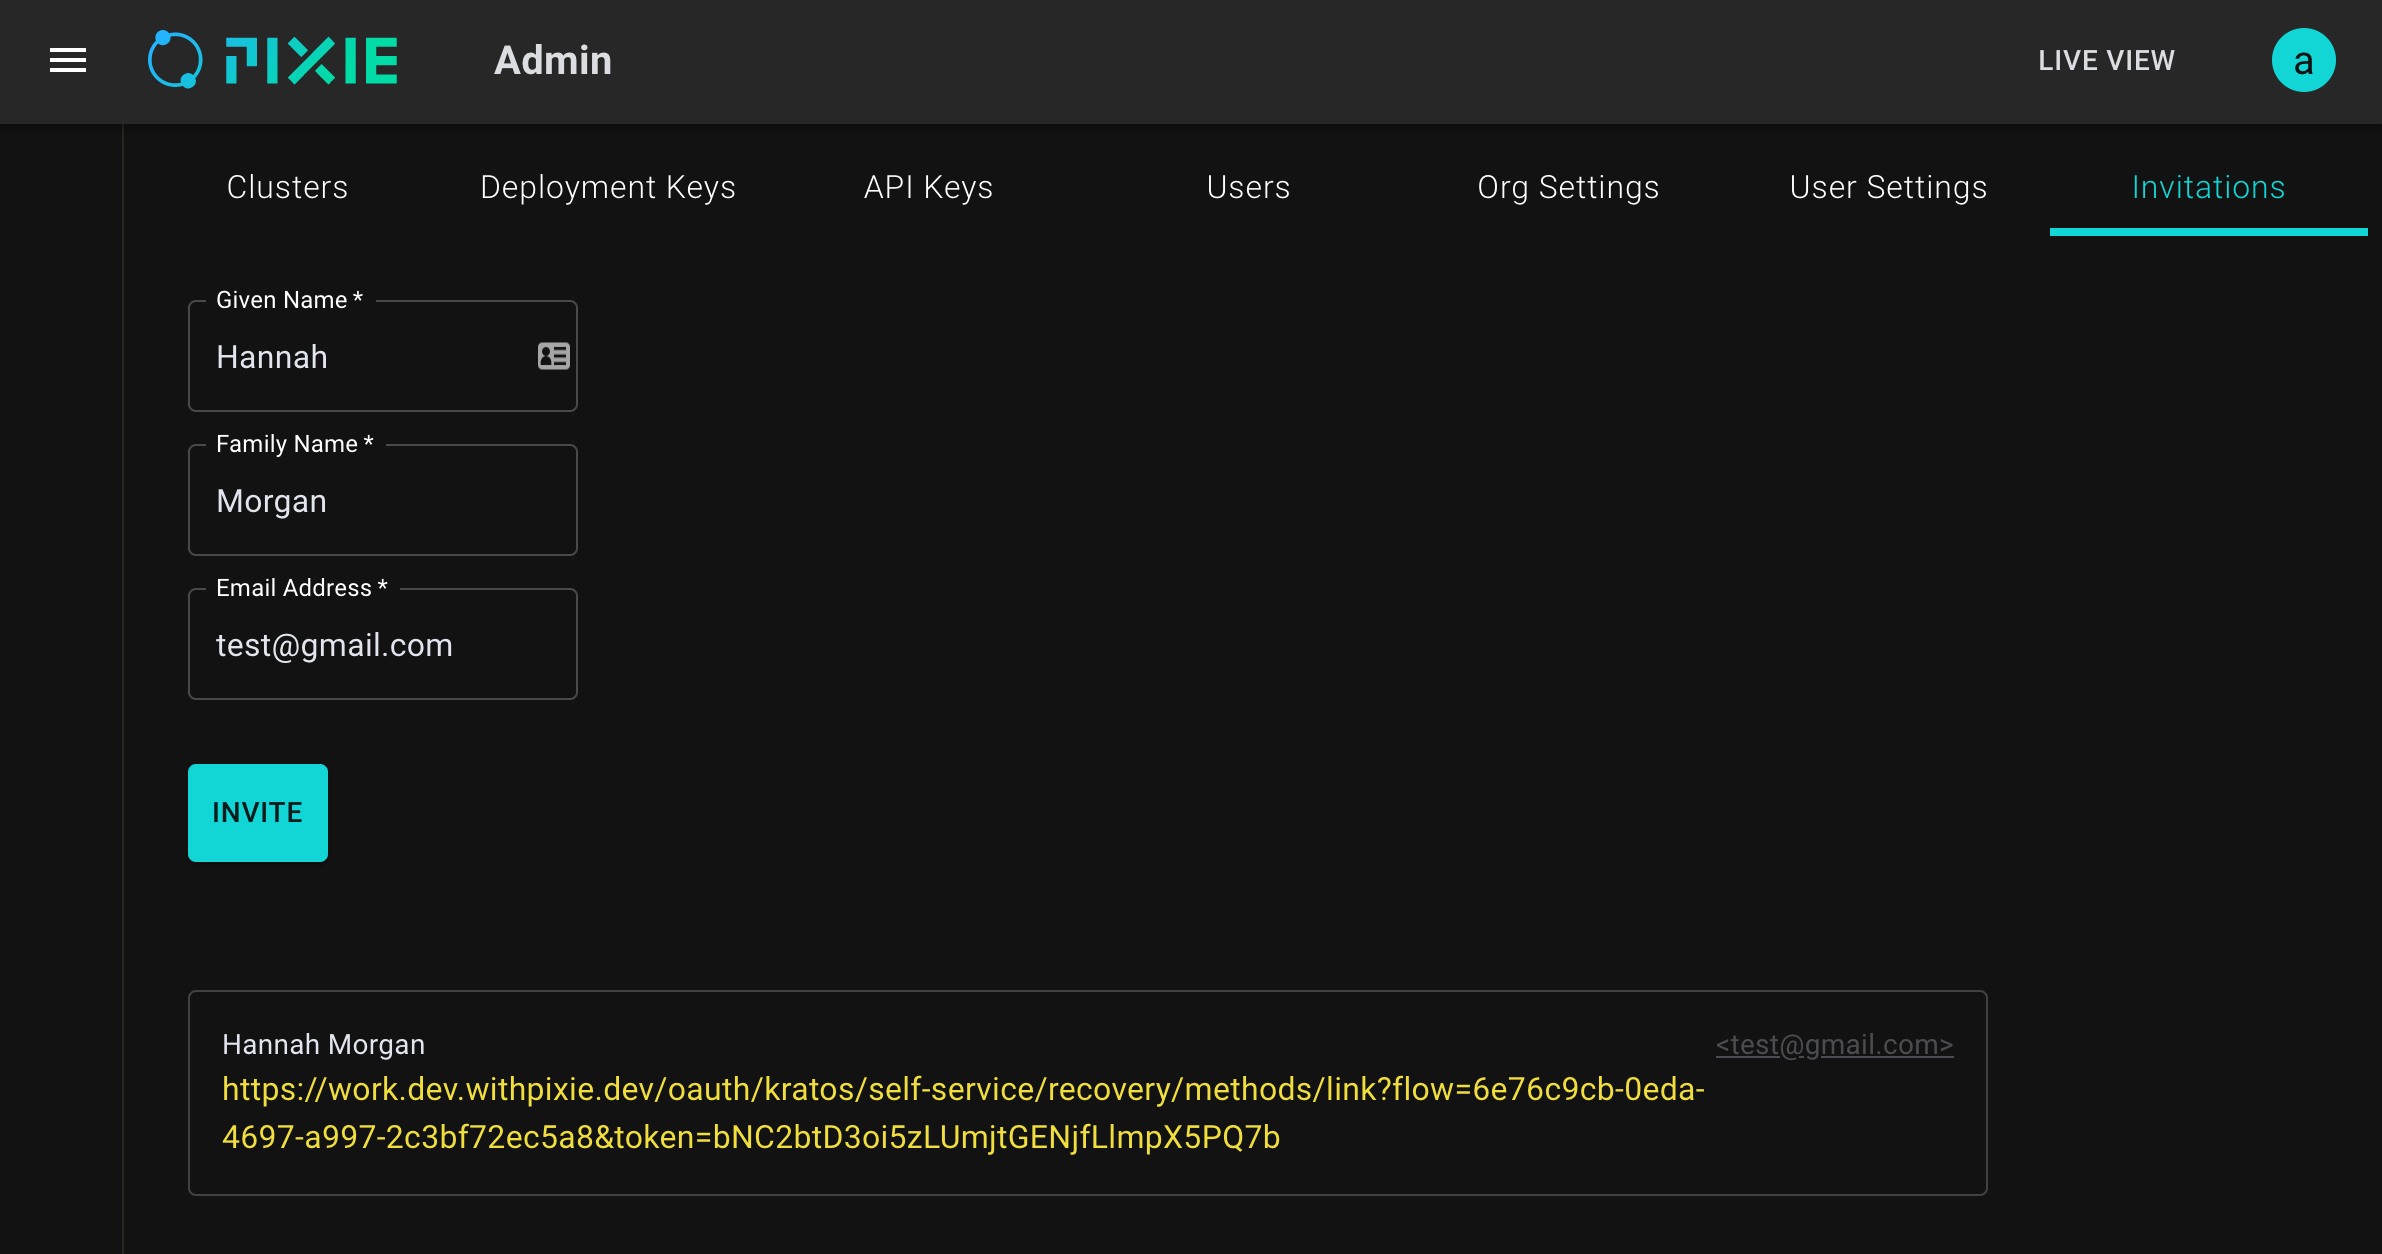 PIXIE
Admin
LIVE VIEW
a
Clusters
Deployment Keys
API Keys
Users
Org Settings
User Settings
Invitations
Given Name *
Hannah
Family Name *
Morgan
Email Address *
test@gmail.com
INVITE
Hannah Morgan
<test@gmail.com>
https://work.dev.withpixie.dev/oauth/kratos/self-service/recovery/methods/link?flow=6e76c9cb-0eda-
4697-a997-2c3bf72ec5a8&token=bNC2btD3oi5zLUmjtGENjfLlmpX5PQ7b